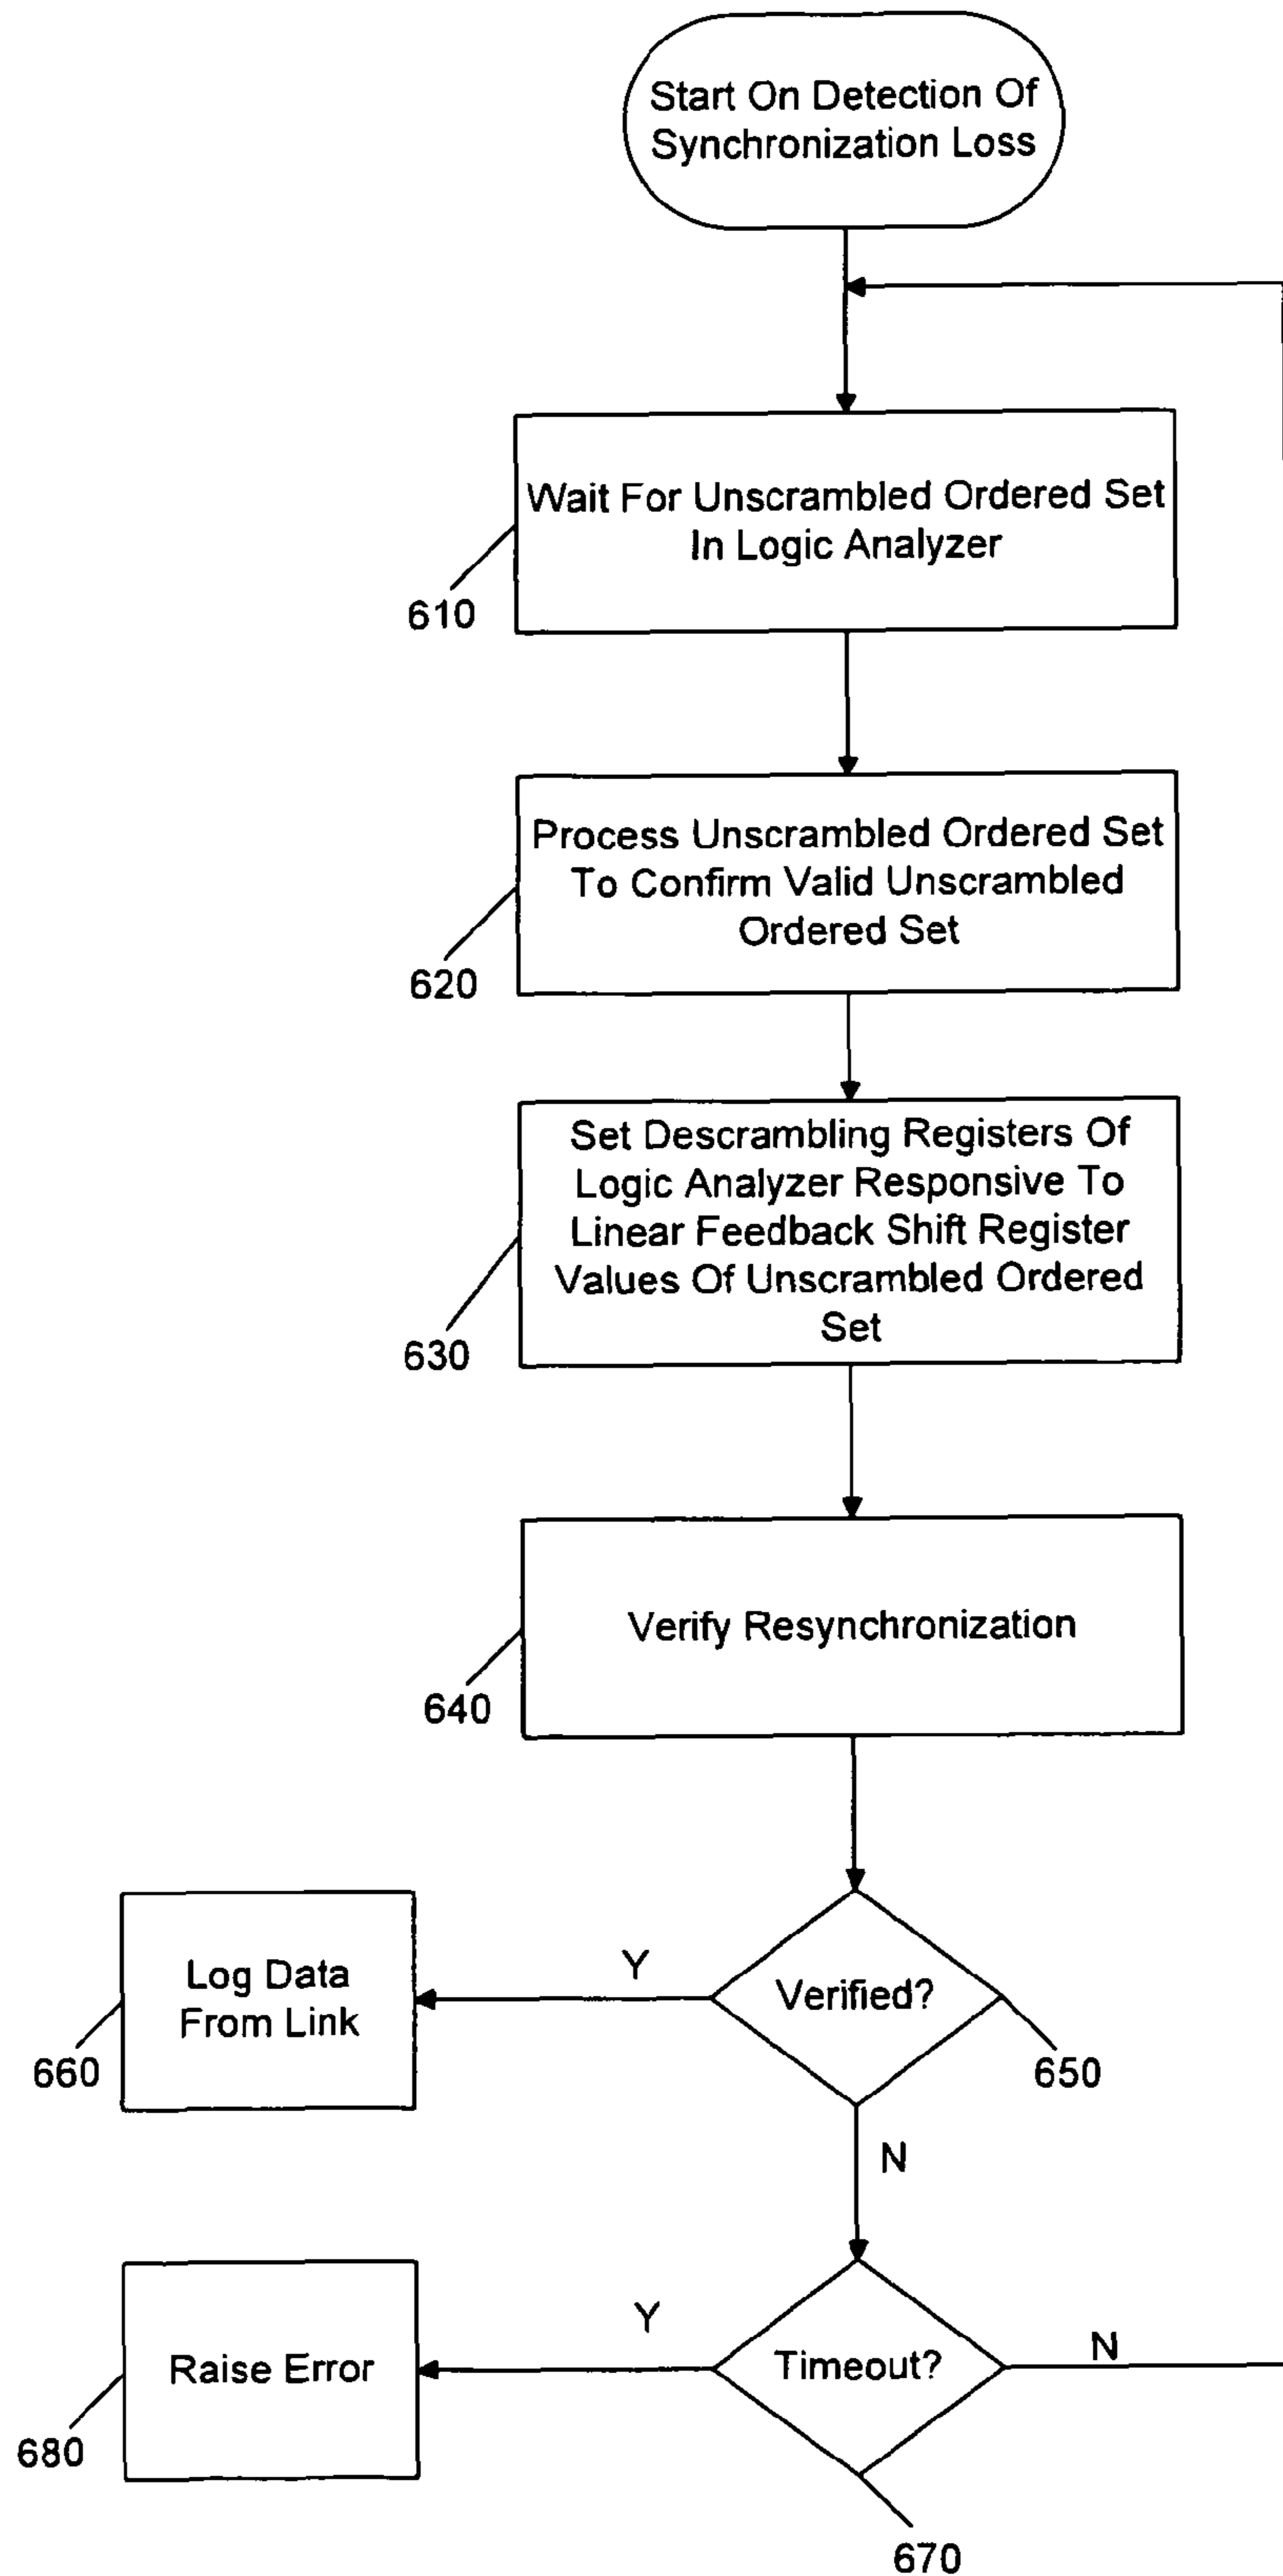 Start On Detection Of
Synchronization Loss
Wait For Unscrambled Ordered Set
In Logic Analyzer
610
Process Unscrambled Ordered Set
To Confirm Valid Unscrambled
Ordered Set
620
Set Descrambling Registers Of
Logic Analyzer Responsive To
Linear Feedback Shift Register
Values Of Unscrambled Ordered
Set
630
Verify Resynchronization
640
Y
Verified?
Log Data
From Link
660
650
N
Y
Timeout?
N
Raise Error
680
670